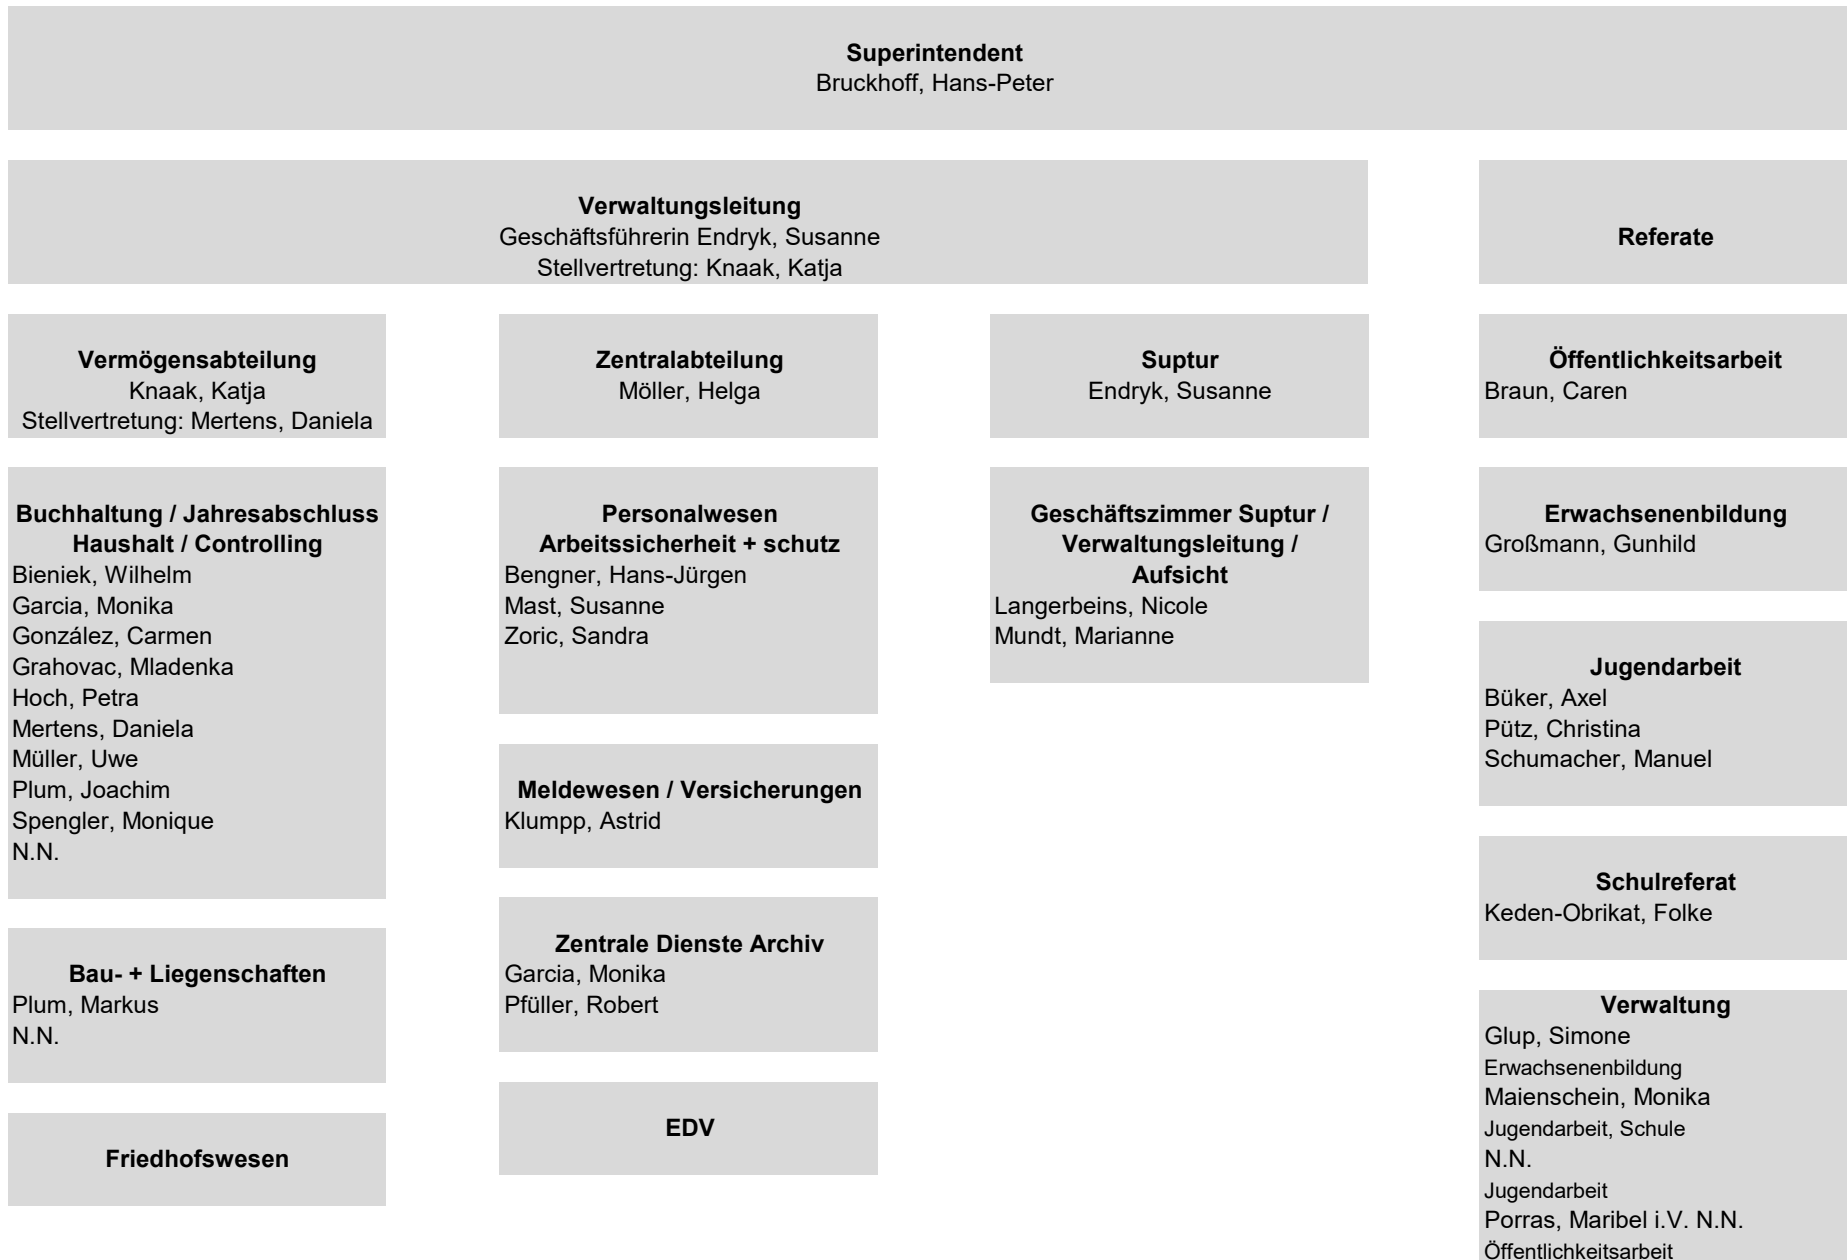 Superintendent
Bruckhoff, Hans-Peter
Verwaltungsleitung
Geschäftsführerin Endryk, Susanne
Stellvertretung: Knaak, Katja
Referate
Vermögensabteilung
Knaak, Katja
Stellvertretung: Mertens, Daniela
Zentralabteilung
Möller, Helga
Suptur
Endryk, Susanne
Öffentlichkeitsarbeit
Braun, Caren
Buchhaltung / Jahresabschluss
Haushalt / Controlling
Bieniek, Wilhelm
Garcia, Monika
González, Carmen
Grahovac, Mladenka
Hoch, Petra
Mertens, Daniela
Müller, Uwe
Plum, Joachim
Spengler, Monique
N.N.
Personalwesen
Arbeitssicherheit + schutz
Bengner, Hans-Jürgen
Mast, Susanne
Zoric, Sandra
Geschäftszimmer Suptur /
Verwaltungsleitung /
Aufsicht
Langerbeins, Nicole
Mundt, Marianne
Erwachsenenbildung
Großmann, Gunhild
Jugendarbeit
Büker, Axel
Pütz, Christina
Schumacher, Manuel
Meldewesen / Versicherungen
Klumpp, Astrid
Schulreferat
Keden-Obrikat, Folke
Zentrale Dienste Archiv
Garcia, Monika
Pfüller, Robert
Bau- + Liegenschaften
Plum, Markus
N.N.
Verwaltung
Glup, Simone
Erwachsenenbildung
Maienschein, Monika
Jugendarbeit, Schule
N.N.
Jugendarbeit
Porras, Maribel i.V. N.N.
Öffentlichkeitsarbeit
EDV
Friedhofswesen